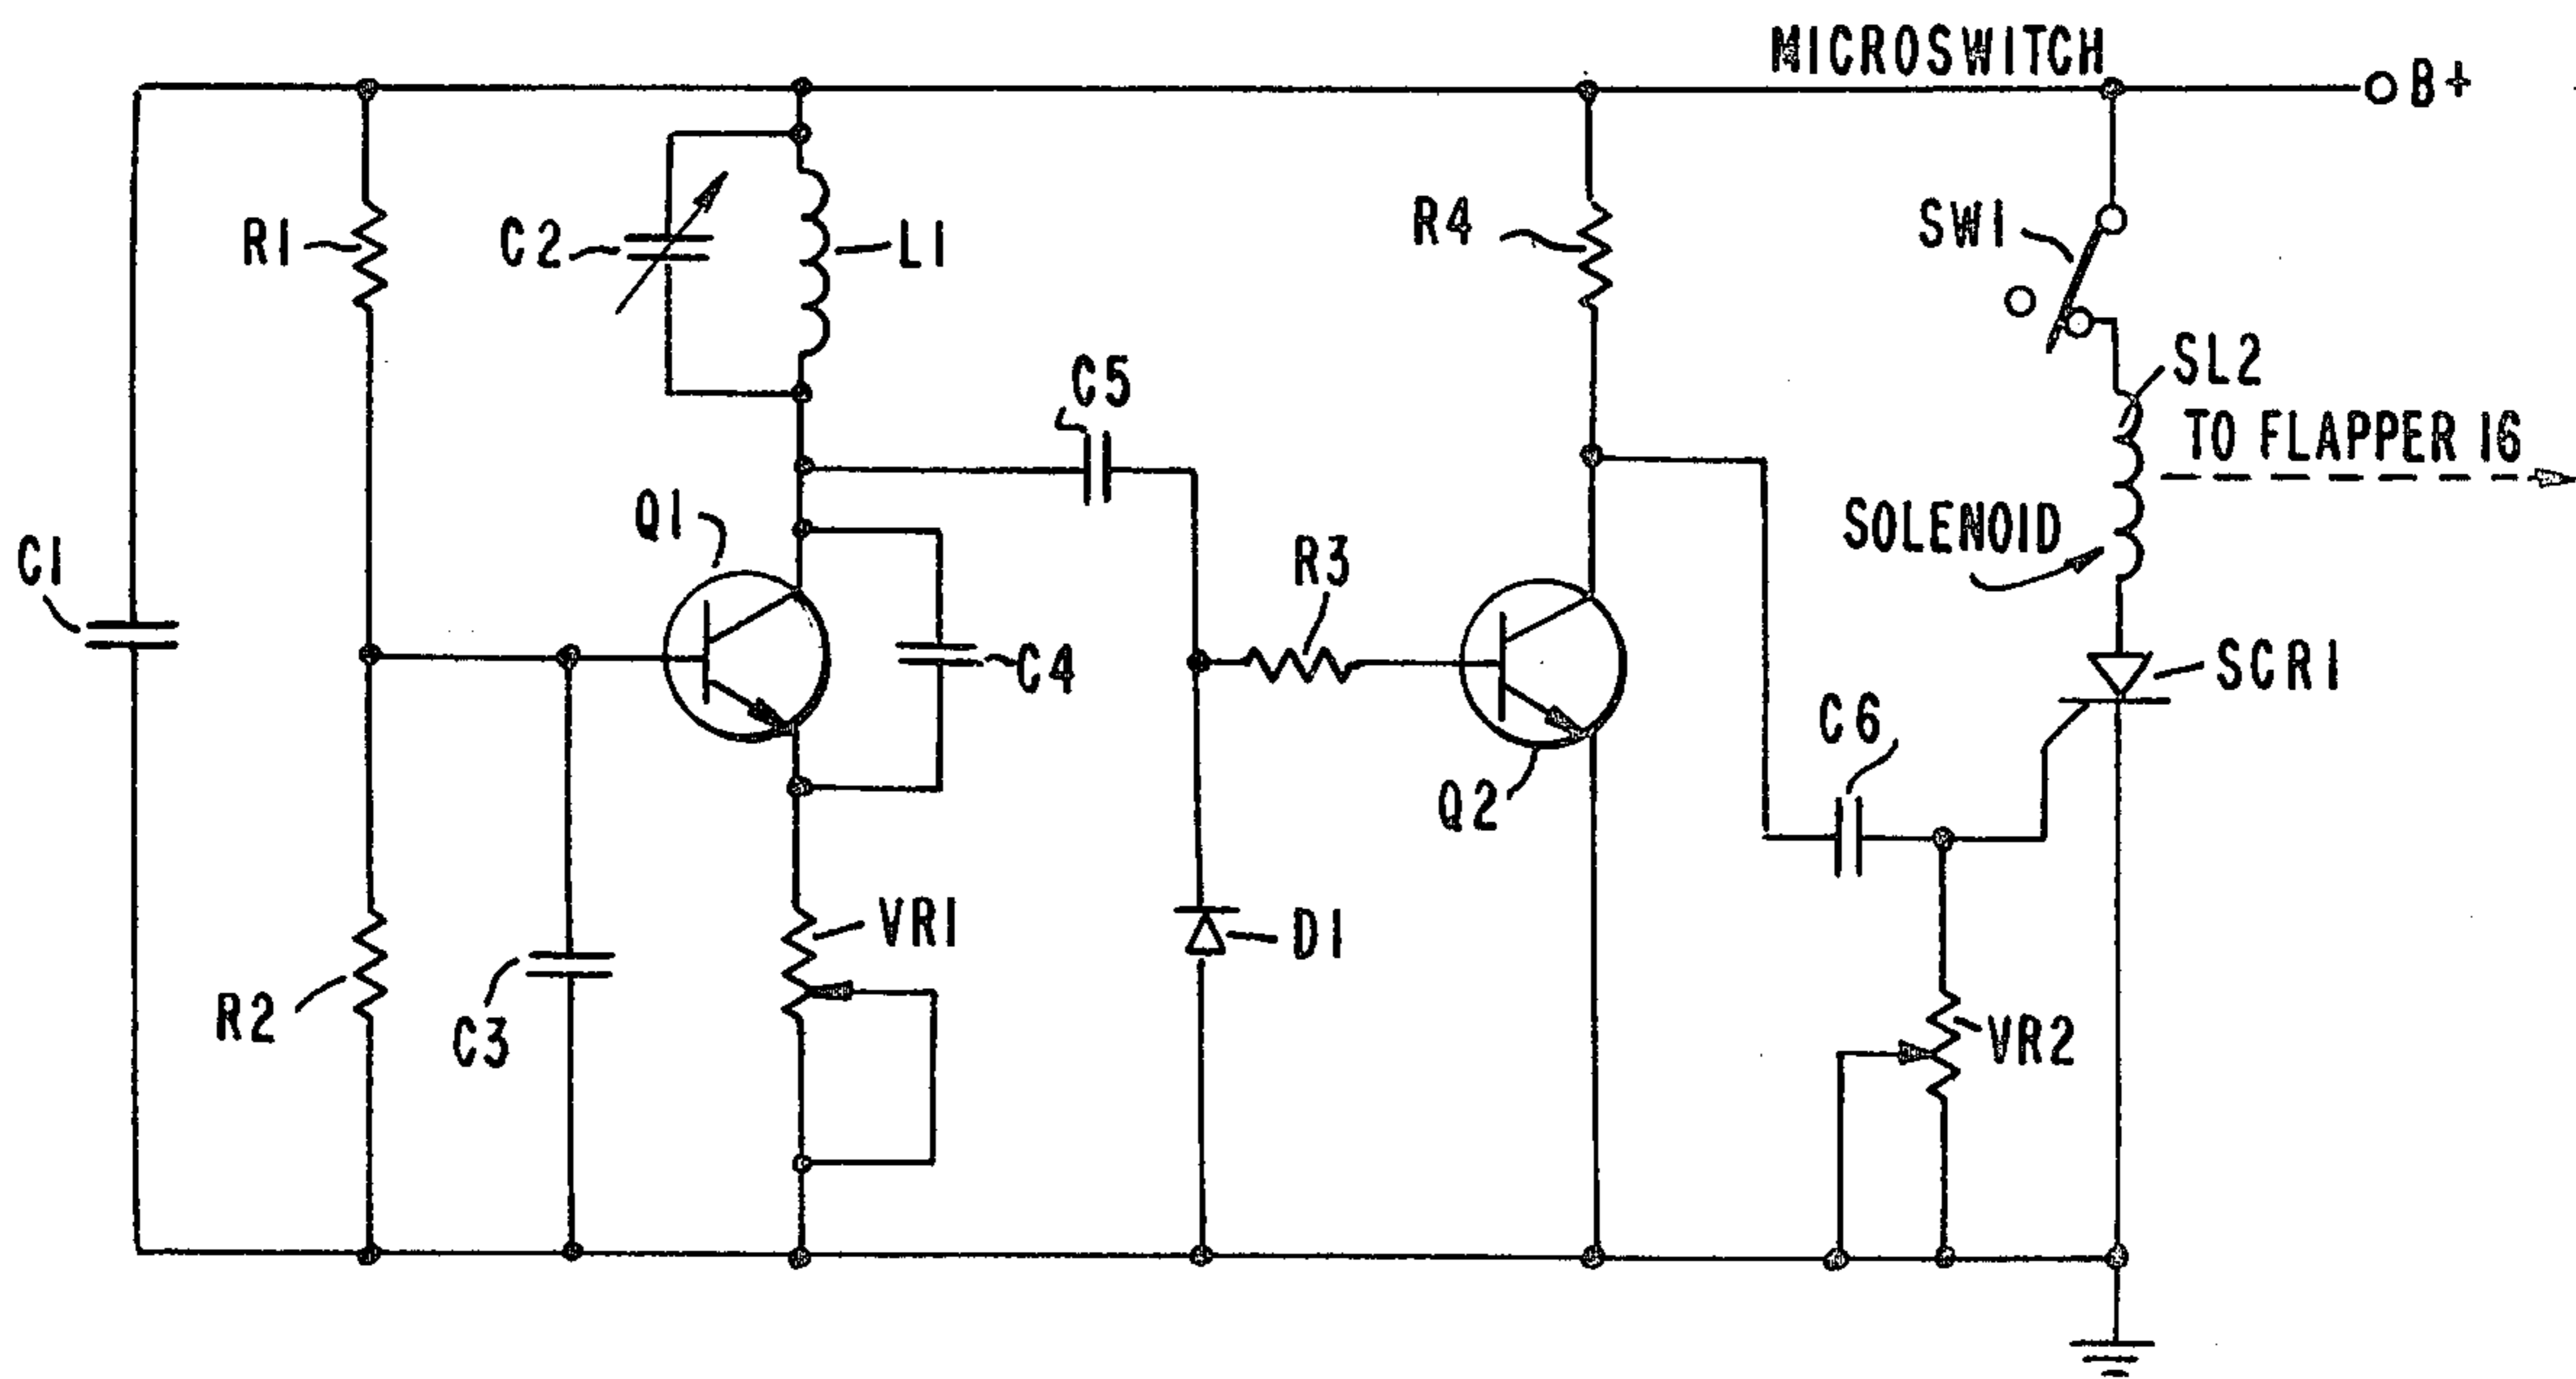 MICROSWITCH
B+
R1
C2
L1
R4
SW1
SL2
C5
TO FLAPPER 16
Q1
SOLENOID
C1
R3
C4
SCR1
C6
Q2
VR1
D1
R2
C3
VR2